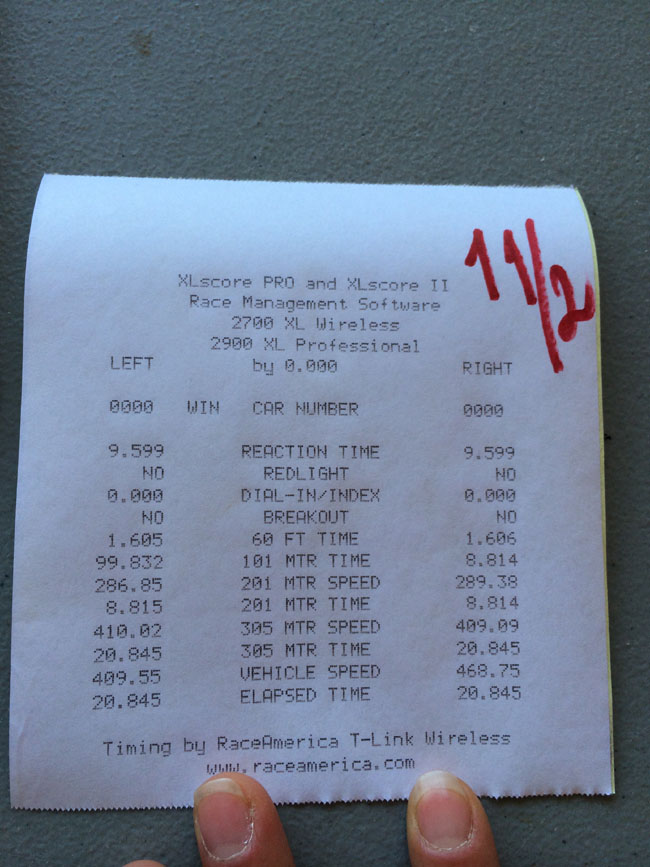 1 1/2
XLscore PRO and XLscore II
Race Management Software
2700 XL Wireless
2900 XL Professional
LEFT by 0.000 RIGHT
0000 WIN CAR NUMBER 0000
9.599 REACTION TIME 9.599
NO REDLIGHT NO
0.000 DIAL-IN/INDEX 0.000
NO BREAKOUT NO
1.605 60 FT TIME 1.606
99.832 101 MTR TIME 8.814
286.85 201 MTR SPEED 289.38
8.815 201 MTR TIME 8.814
410.02 305 MTR SPEED 409.09
20.845 305 MTR TIME 20.845
409.55 VEHICLE SPEED 468.75
20.845 ELAPSED TIME 20.845
Timing by RaceAmerica T-Link Wireless
www.raceamerica.com